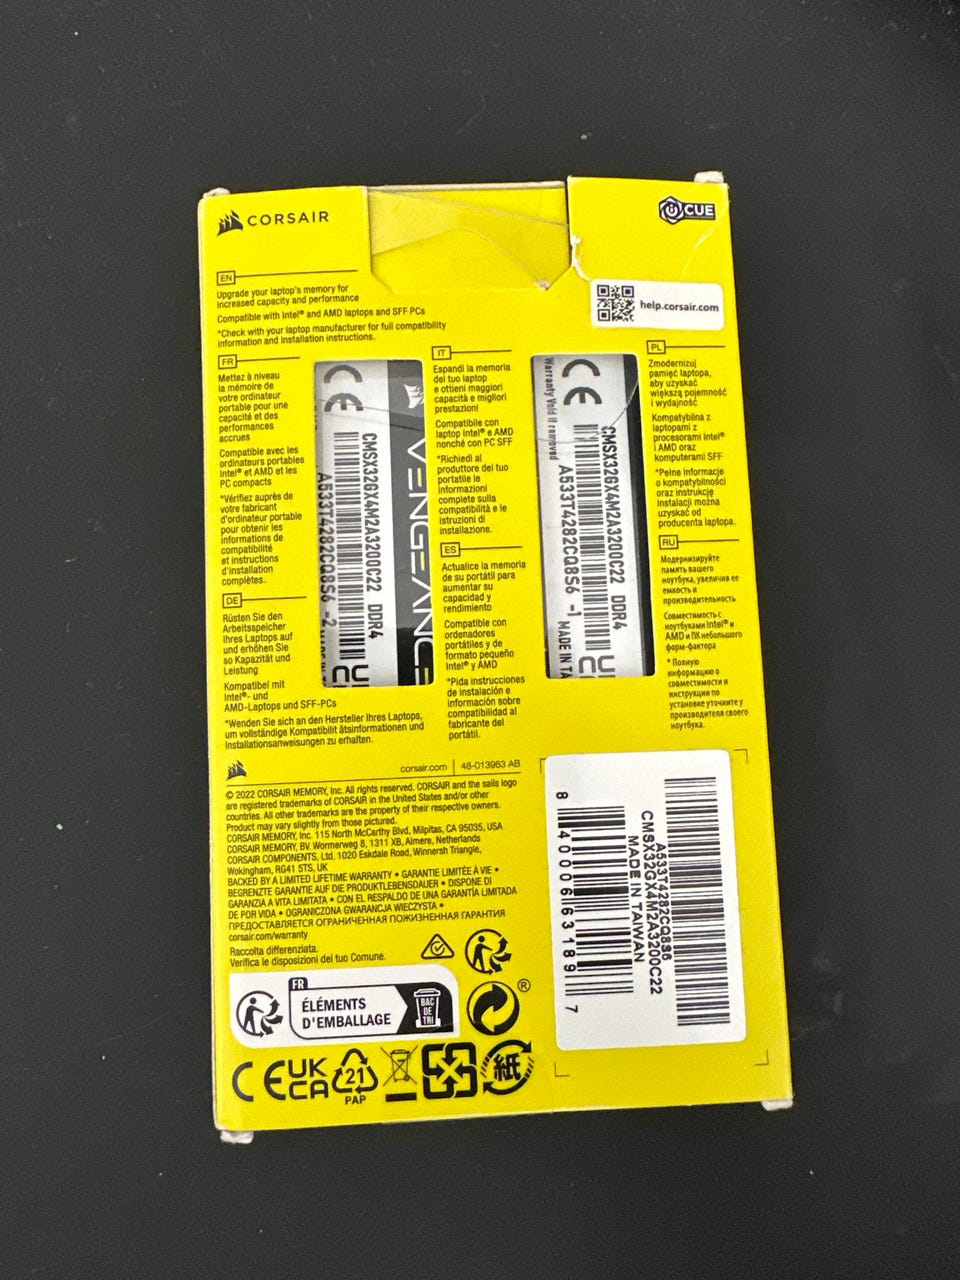 CORSAIR
CUE
EN
Upgrade your laptop's memory for
increased capacity and performance
Compatible with Intel® and AMD laptops and SFF PCs
*Check with your laptop manufacturer for full compatibility
information and installation instructions.
help.corsair.com
FR
Mettez à niveau
la mémoire de
votre ordinateur
portable pour une
capacité et des
performances
accrues
Compatible avec les
ordinateurs portables
Intel® et AMD et les
PC compacts
*Vérifiez auprès de
votre fabricant
d'ordinateur portable
pour obtenir les
informations de
compatibilité
et instructions
d'installation
complètes.
DE
Rüsten Sie den
Arbeitsspeicher
Ihres Laptops auf
und erhöhen Sie
so Kapazität und
Leistung
Kompatibel mit
Intel®- und
AMD-Laptops und SFF-PCs
*Wenden Sie sich an den Hersteller Ihres Laptops,
um vollständige Kompatibilit ätsinformationen und
Installationsanweisungen zu erhalten.
CE
VENGEANCE
CMSX32GX4M2A3200C22 DDR4
A533T4282CQ8S6 -2
IT
Espandi la memoria
del tuo laptop
e ottieni maggiori
capacità e migliori
prestazioni
Compatibile con
laptop Intel® e AMD
nonché con PC SFF
*Richiedi al
produttore del tuo
portatile le
informazioni
complete sulla
compatibilità e le
istruzioni di
installazione.
ES
Actualice la memoria
de su portátil para
aumentar su
capacidad y
rendimiento
Compatible con
ordenadores
portátiles y de
formato pequeño
Intel® y AMD
*Pida instrucciones
de instalación e
información sobre
compatibilidad al
fabricante del
portátil.
CE
Warranty Void if removed
CMSX32GX4M2A3200C22 DDR4
A533T4282CQ8S6 -1
MADE IN TA
PL
Zmodernizuj
pamięć laptopa,
aby uzyskać
większą pojemność
i wydajność
Kompatybilna z
laptopami z
procesorami Intel®
i AMD oraz
komputerami SFF
*Pełne informacje
o kompatybilności
oraz instrukcję
instalacji można
uzyskać od
producenta laptopa.
RU
Модернизируйте
память вашего
ноутбука, увеличив ее
емкость и
производительность
Совместимость с
ноутбуками Intel® и
AMD и ПК небольшого
форм-фактора
* Полную
информацию о
совместимости и
инструкции по
установке уточните у
производителя своего
ноутбука.
corsair.com | 48-013963 AB
© 2022 CORSAIR MEMORY, Inc. All rights reserved. CORSAIR and the sails logo
are registered trademarks of CORSAIR in the United States and/or other
countries. All other trademarks are the property of their respective owners.
Product may vary slightly from those pictured.
CORSAIR MEMORY, Inc. 115 North McCarthy Blvd, Milpitas, CA 95035, USA
CORSAIR MEMORY, BV. Wormerweg 8, 1311 XB, Almere, Netherlands
CORSAIR COMPONENTS, Ltd. 1020 Eskdale Road, Winnersh Triangle,
Wokingham, RG41 5TS, UK
BACKED BY A LIMITED LIFETIME WARRANTY • GARANTIE LIMITÉE À VIE •
BEGRENZTE GARANTIE AUF DIE PRODUKTLEBENSDAUER • DISPONE DI
GARANZIA A VITA LIMITATA • CON EL RESPALDO DE UNA GARANTÍA LIMITADA
DE POR VIDA • OGRANICZONA GWARANCJA WIECZYSTA •
ПРЕДОСТАВЛЯЕТСЯ ОГРАНИЧЕННАЯ ПОЖИЗНЕННАЯ ГАРАНТИЯ
corsair.com/warranty
Raccolta differenziata.
Verifica le disposizioni del tuo Comune.
FR
ÉLÉMENTS
D'EMBALLAGE
BAC
DE
TRI
®
CE UK
CA
21
PAP
紙
A533T4282CQ8S6
CMSX32GX4M2A3200C22
MADE IN TAIWAN
8 40006 63189 7